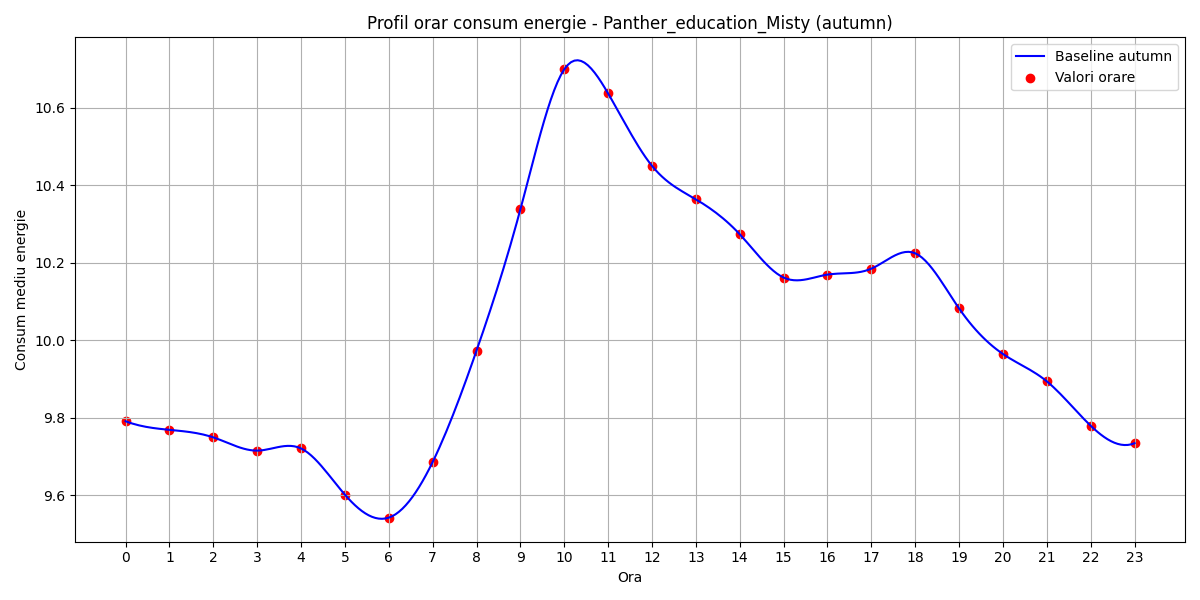 Profil orar consum energie - Panther_education_Misty (autumn)
Baseline autumn
Valori orare
Consum mediu energie
10.6
10.4
10.2
10.0
9.8
9.6
0 1 2 3 4 5 6 7 8 9 10 11 12 13 14 15 16 17 18 19 20 21 22 23
Ora